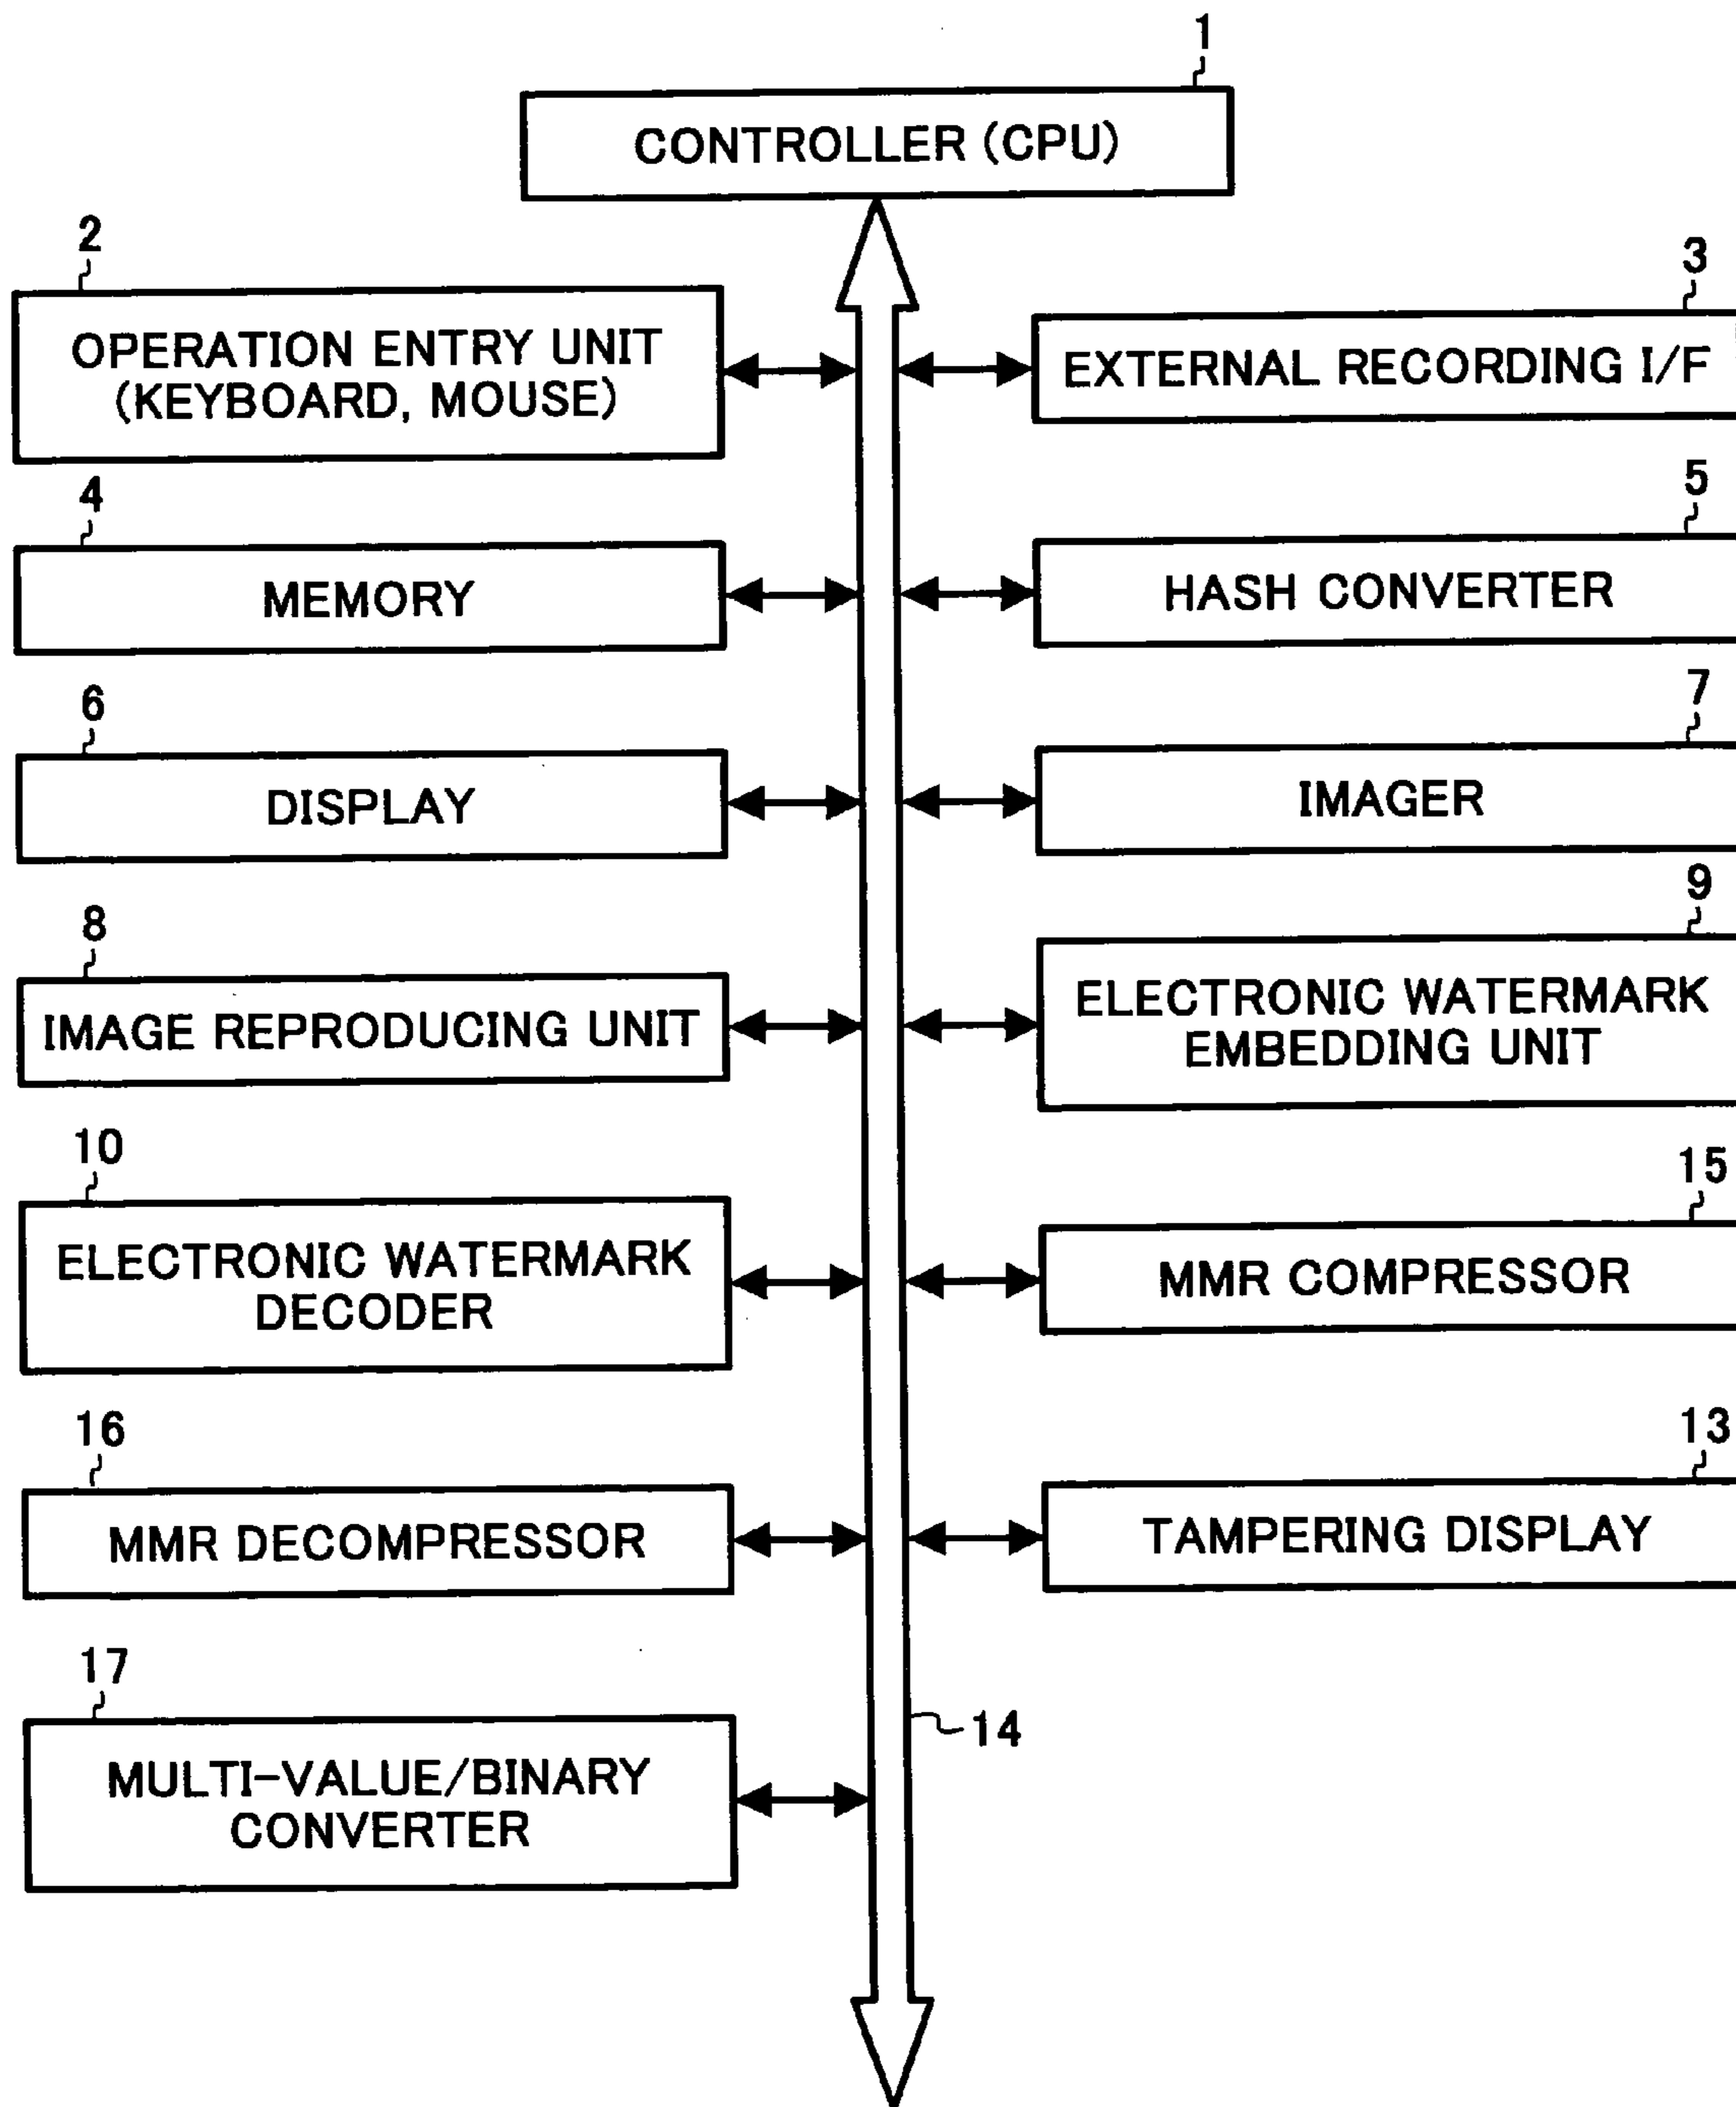 1
CONTROLLER (CPU)
2
OPERATION ENTRY UNIT
(KEYBOARD, MOUSE)
3
EXTERNAL RECORDING I/F
4
MEMORY
5
HASH CONVERTER
6
DISPLAY
7
IMAGER
8
IMAGE REPRODUCING UNIT
9
ELECTRONIC WATERMARK
EMBEDDING UNIT
10
ELECTRONIC WATERMARK
DECODER
15
MMR COMPRESSOR
16
MMR DECOMPRESSOR
13
TAMPERING DISPLAY
17
MULTI-VALUE/BINARY
CONVERTER
14